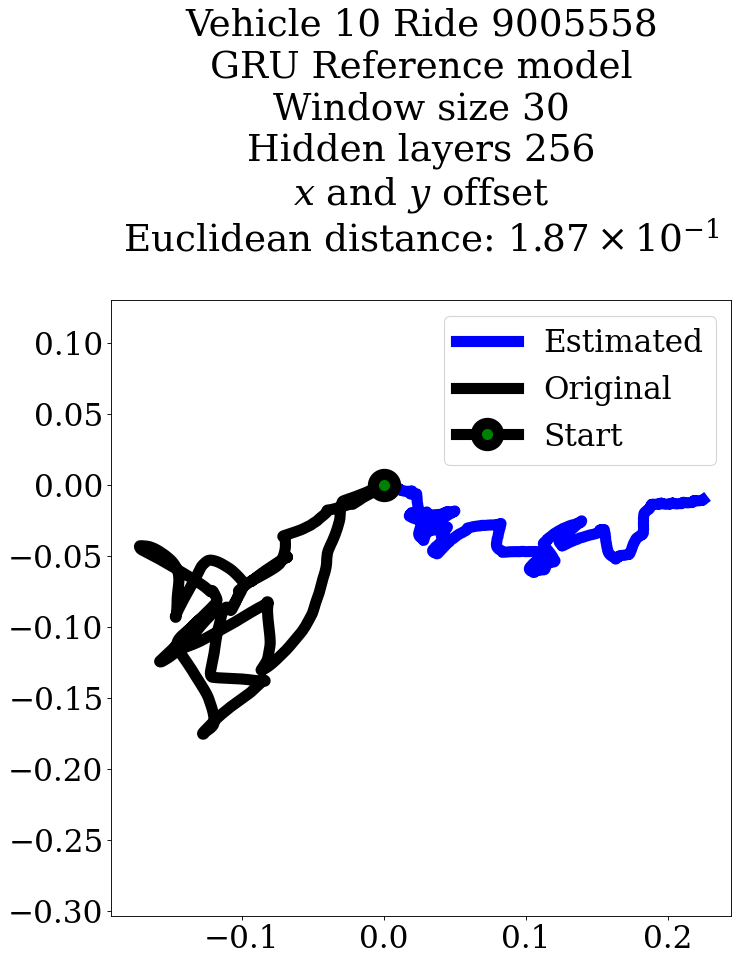 Vehicle 10 Ride 9005558
GRU Reference model
Window size 30
Hidden layers 256
x and y offset
Euclidean distance: 1.87 × 10⁻¹
Estimated
Original
Start
0.10
0.05
0.00
−0.05
−0.10
−0.15
−0.20
−0.25
−0.30
−0.1 0.0 0.1 0.2